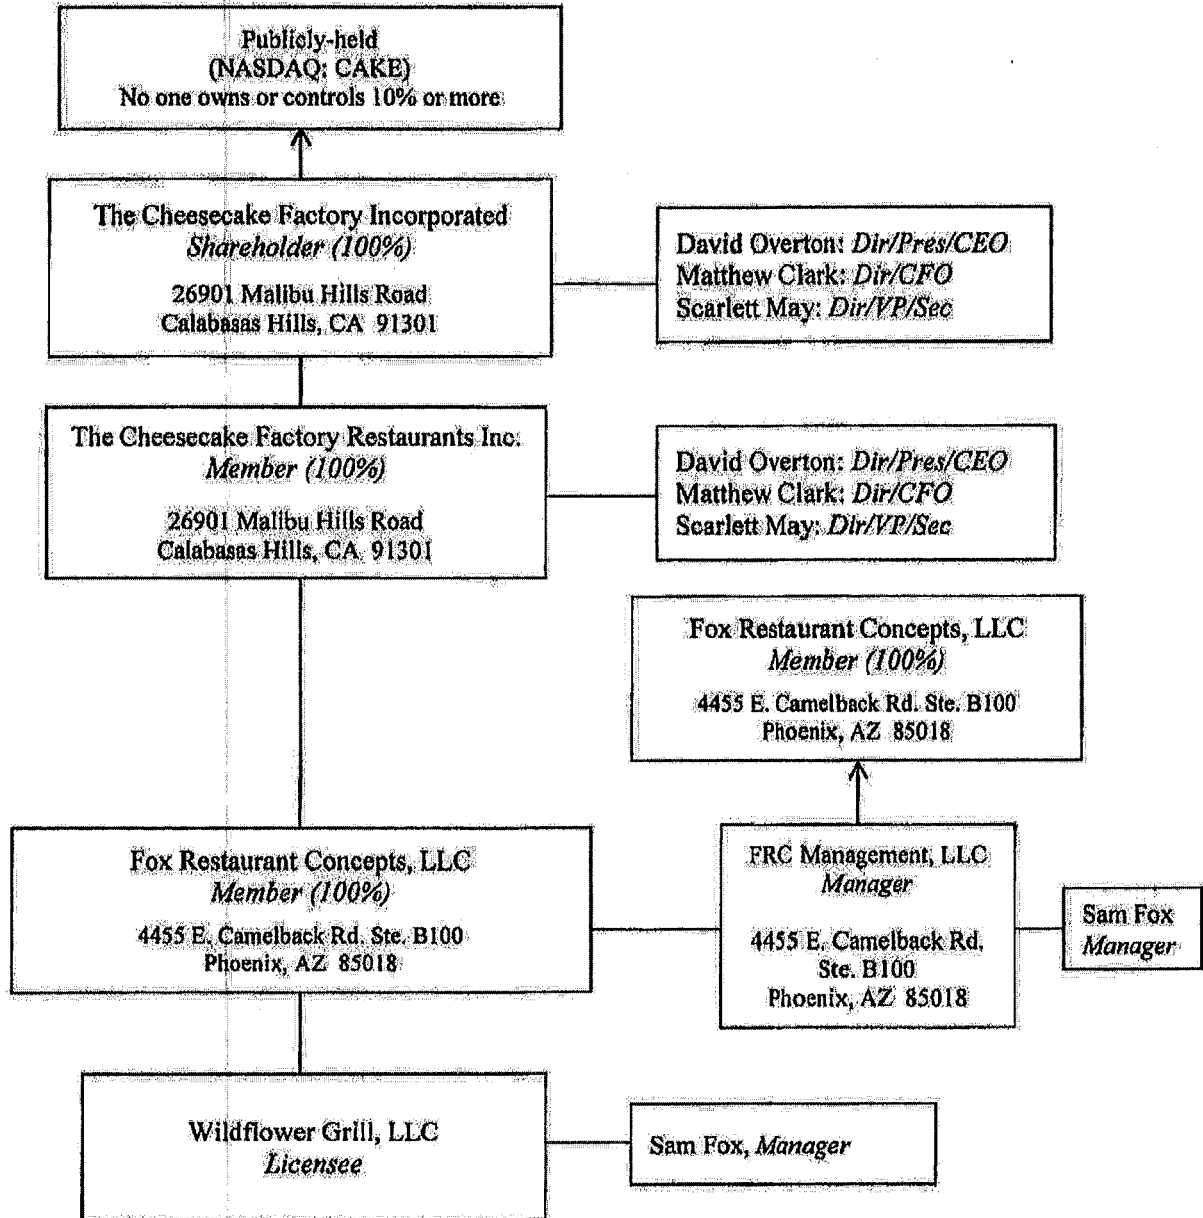 Publicly-held
(NASDAQ: CAKE)
No one owns or controls 10% or more
The Cheesecake Factory Incorporated
Shareholder (100%)
26901 Malibu Hills Road
Calabasas Hills, CA 91301
David Overton: Dir/Pres/CEO
Matthew Clark: Dir/CFO
Scarlett May: Dir/VP/Sec
The Cheesecake Factory Restaurants Inc.
Member (100%)
26901 Malibu Hills Road
Calabasas Hills, CA 91301
David Overton: Dir/Pres/CEO
Matthew Clark: Dir/CFO
Scarlett May: Dir/VP/Sec
Fox Restaurant Concepts, LLC
Member (100%)
4455 E. Camelback Rd. Ste. B100
Phoenix, AZ 85018
Fox Restaurant Concepts, LLC
Member (100%)
4455 E. Camelback Rd. Ste. B100
Phoenix, AZ 85018
FRC Management, LLC
Manager
4455 E. Camelback Rd.
Ste. B100
Phoenix, AZ 85018
Sam Fox
Manager
Wildflower Grill, LLC
Licensee
Sam Fox, Manager